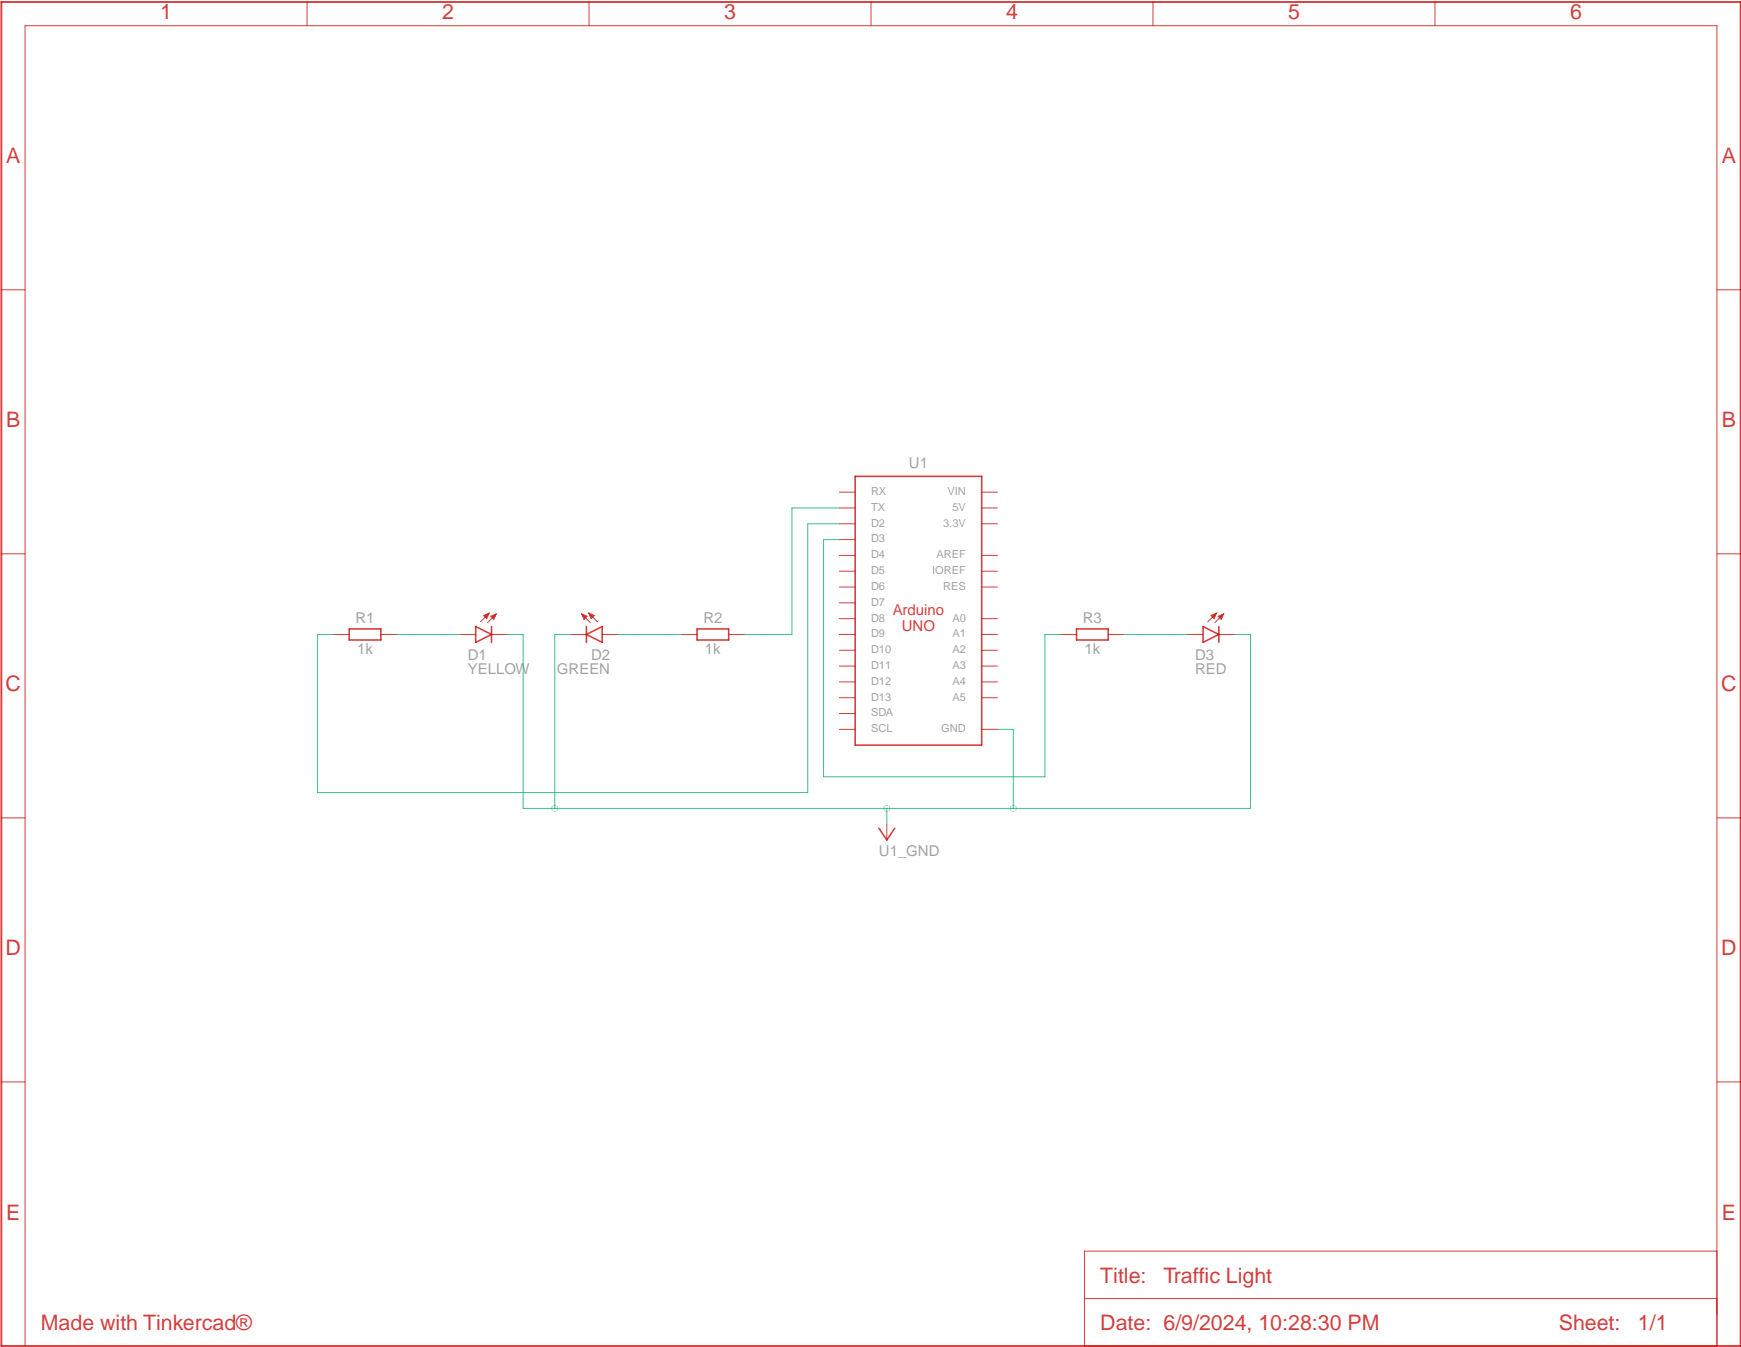 1 2 3 4 5 6
A A
B B
U1
RX VIN
TX 5V
D2 3.3V
D3
D4 AREF
D5 IOREF
D6 RES
D7
Arduino
UNO
D8 A0
D9 A1
D10 A2
D11 A3
D12 A4
D13 A5
SDA
SCL GND
R1
1k
D1
YELLOW
D2
GREEN
R2
1k
R3
1k
D3
RED
C C
U1_GND
D D
E E
Title: Traffic Light
Made with Tinkercad®
Date: 6/9/2024, 10:28:30 PM Sheet: 1/1